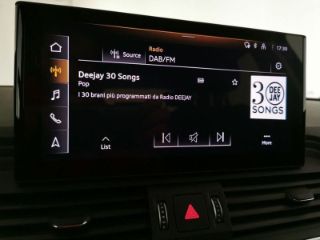 Radio
17:30
Source
DAB/FM
Deejay 30 Songs
Pop
I 30 brani più programmati da Radio DEEJAY
30 DEE
JAY
SONGS
List
More